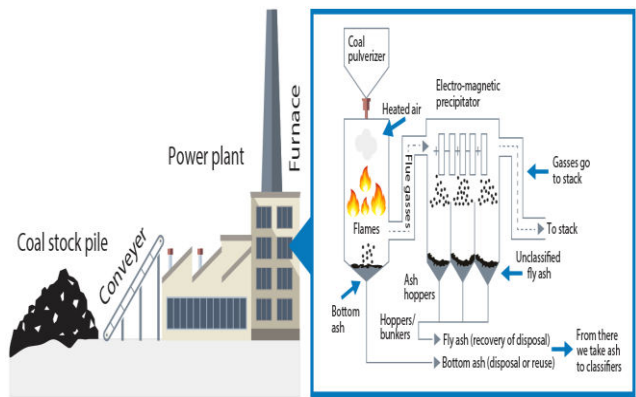 Coal stock pile
Conveyer
Power plant
Furnace
Coal
pulverizer
Heated air
Flames
Bottom
ash
Flue gasses
Electro-magnetic
precipitator
+ + +
Gasses go
to stack
To stack
Unclassified
fly ash
Ash
hoppers
Hoppers/
bunkers
Fly ash (recovery of disposal)
Bottom ash (disposal or reuse)
From there
we take ash
to classifiers